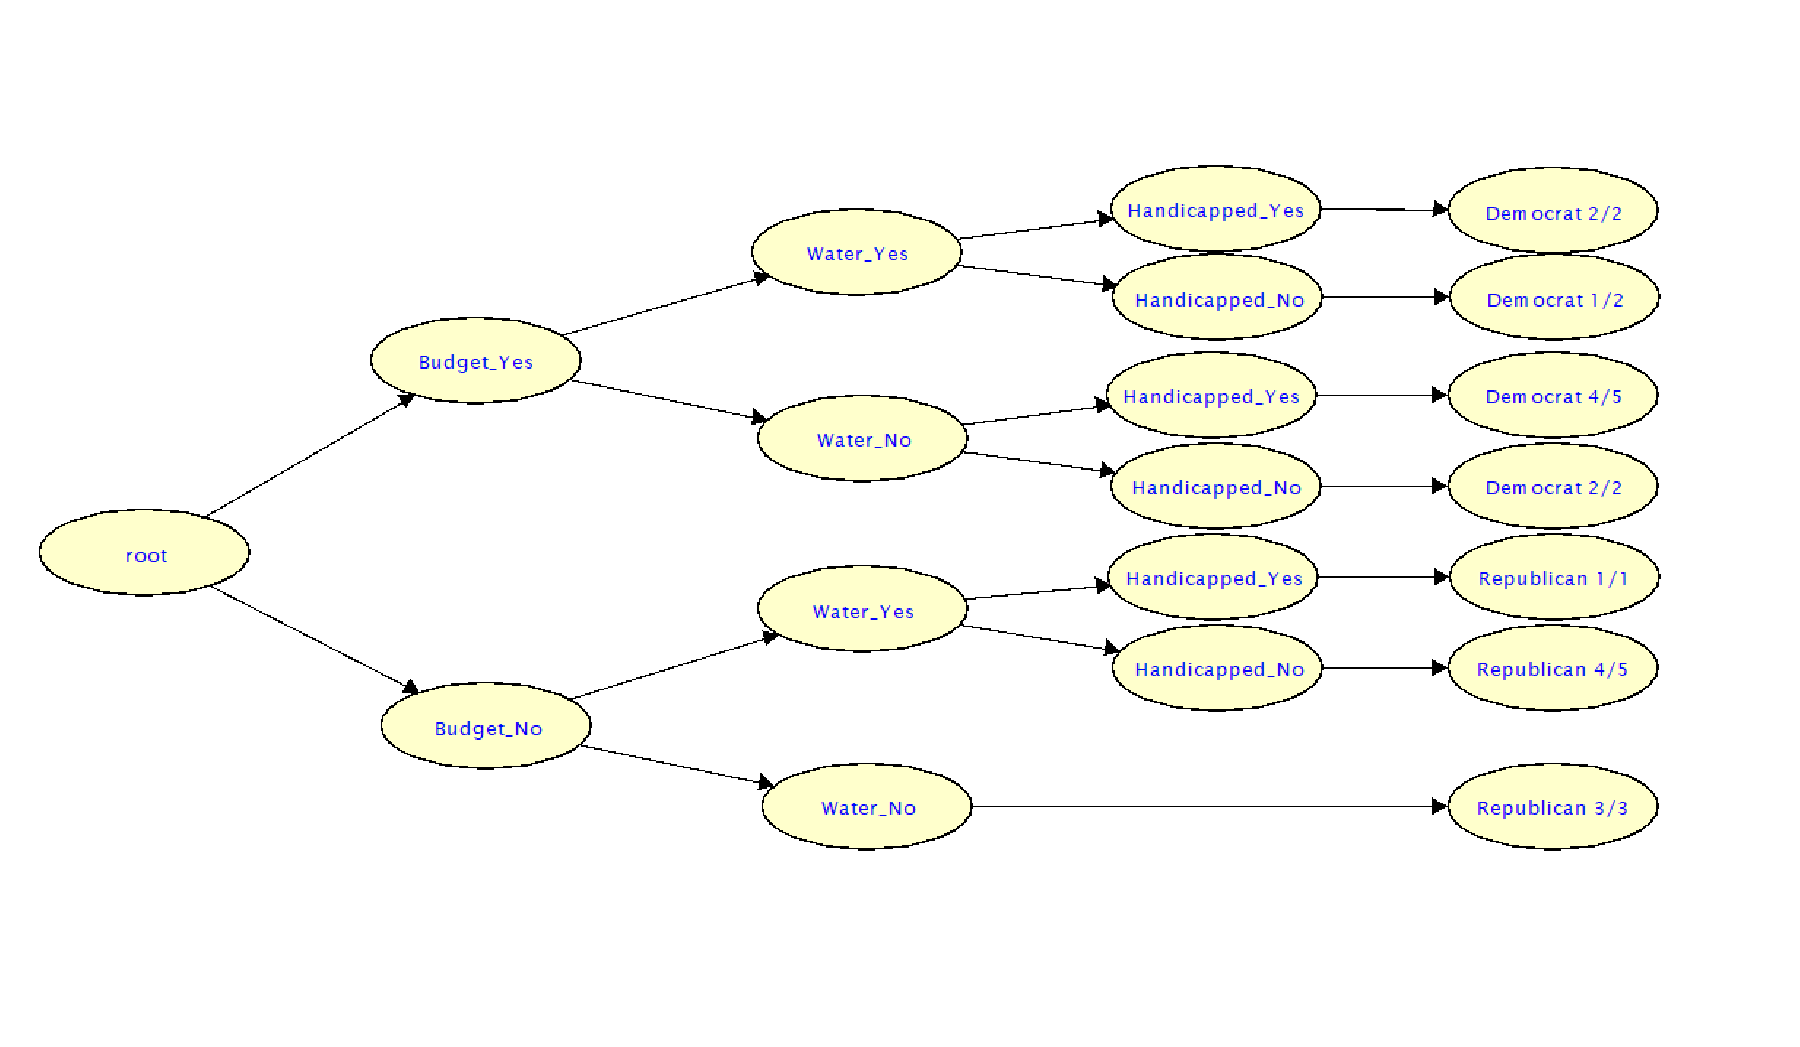 Handicapped_Yes
Democrat 2/2
Water_Yes
Handicapped_No
Democrat 1/2
Budget_Yes
Handicapped_Yes
Democrat 4/5
Water_No
Handicapped_No
Democrat 2/2
root
Handicapped_Yes
Republican 1/1
Water_Yes
Handicapped_No
Republican 4/5
Budget_No
Water_No
Republican 3/3